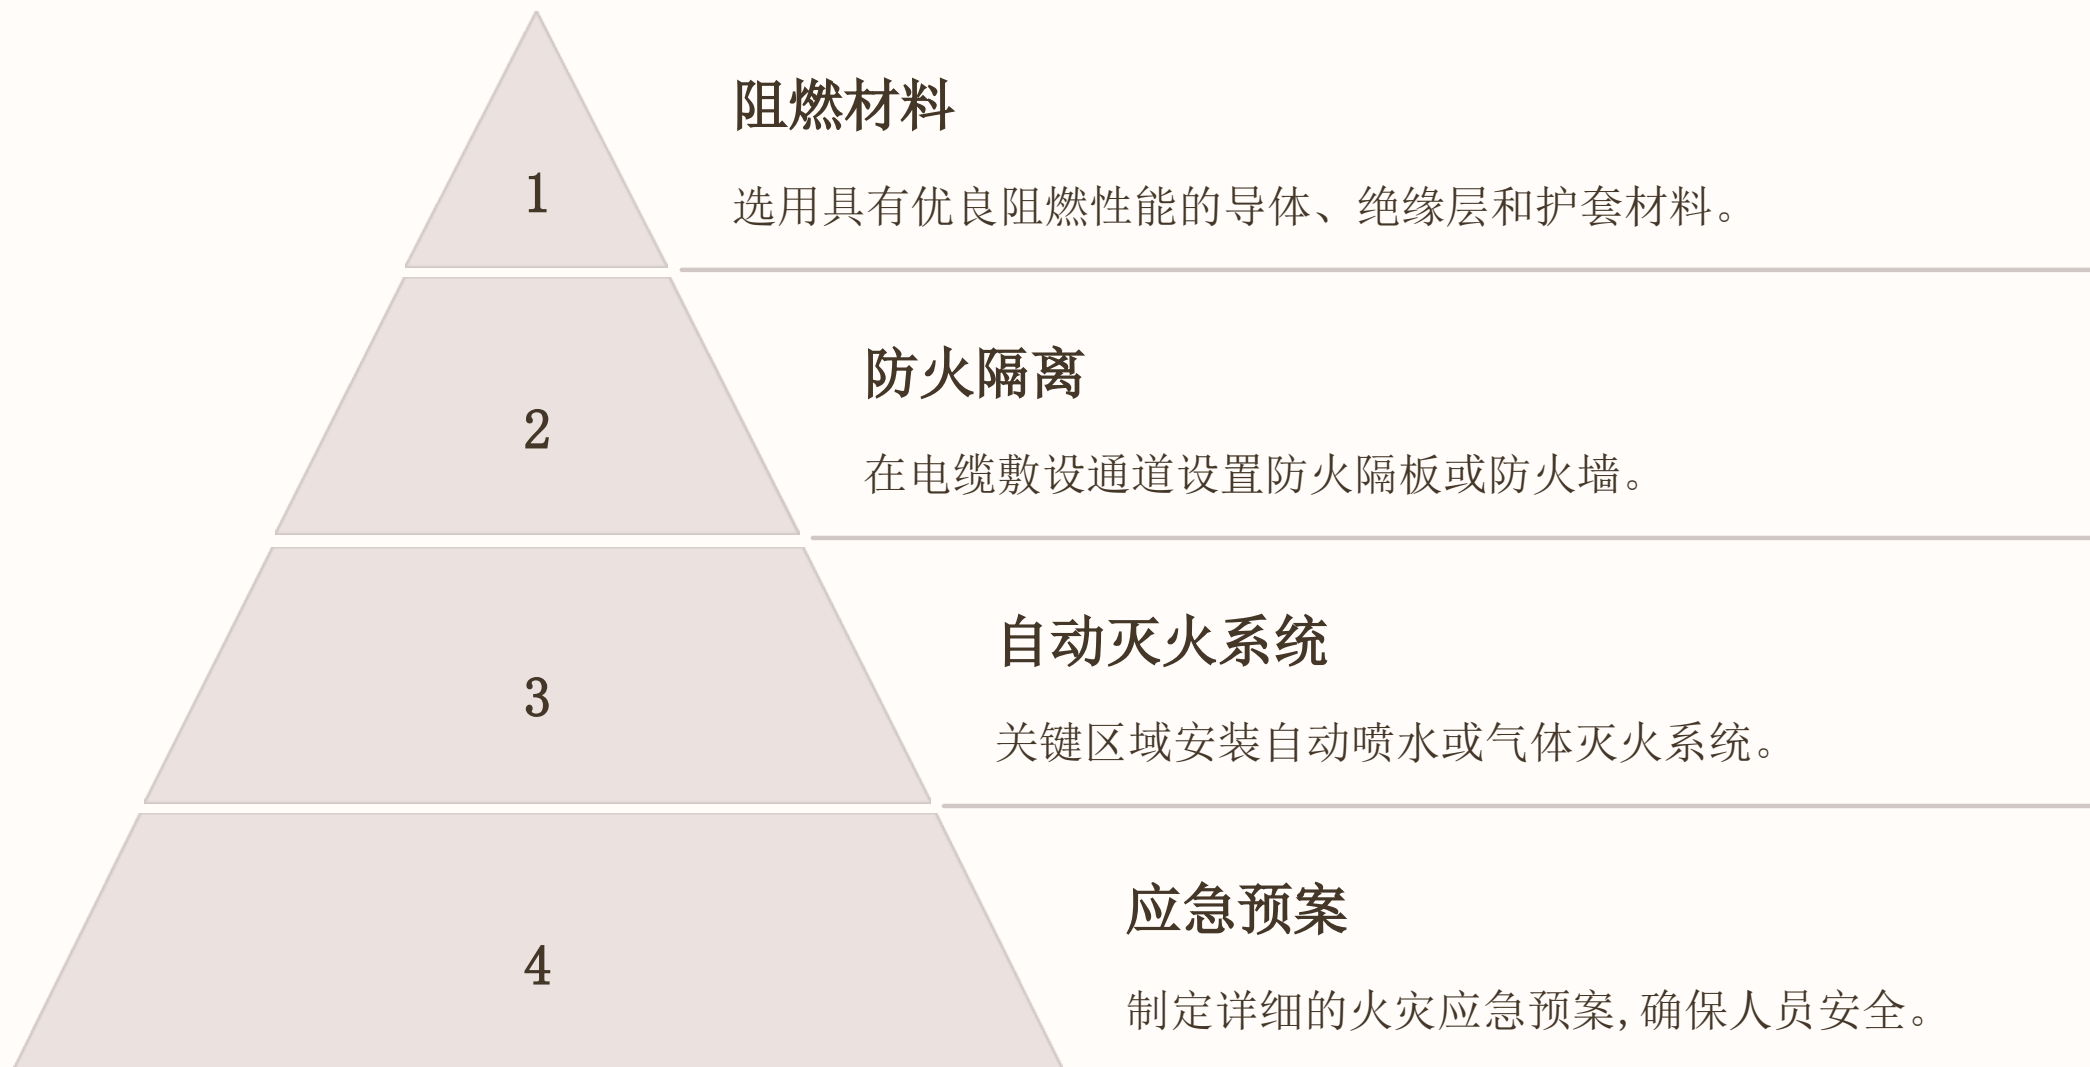 阻燃材料
1
选用具有优良阻燃性能的导体、绝缘层和护套材料。
防火隔离
2
在电缆敷设通道设置防火隔板或防火墙。
自动灭火系统
3
关键区域安装自动喷水或气体灭火系统。
应急预案
4
制定详细的火灾应急预案,确保人员安全。